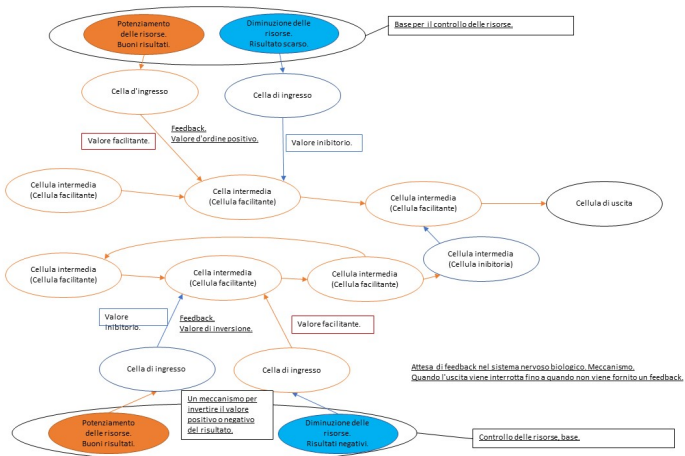 Potenziamento
delle risorse.
Buoni risultati.
Diminuzione delle
risorse.
Risultato scarso.
Base per il controllo delle risorse.
Cella d'ingresso
Cella di ingresso
Valore facilitante.
Feedback.
Valore d'ordine positivo.
Valore inibitorio.
Cellula intermedia
(Cellula facilitante)
Cella intermedia
(Cellula facilitante)
Cellula intermedia
(Cellula facilitante)
Cellula di uscita
Cellula intermedia
(Cellula inibitoria)
Cellula intermedia
(Cellula facilitante)
Cella intermedia
(Cellula facilitante)
Cellula intermedia
(Cellula facilitante)
Valore
inibitorio.
Feedback.
Valore di inversione.
Valore facilitante.
Cella di ingresso
Cella di ingresso
Attesa di feedback nel sistema nervoso biologico. Meccanismo.
Quando l'uscita viene interrotta fino a quando non viene fornito un feedback.
Un meccanismo per
invertire il valore
positivo o negativo
del risultato.
Potenziamento
delle risorse.
Buoni risultati.
Diminuzione delle
risorse.
Risultati negativi.
Controllo delle risorse, base.